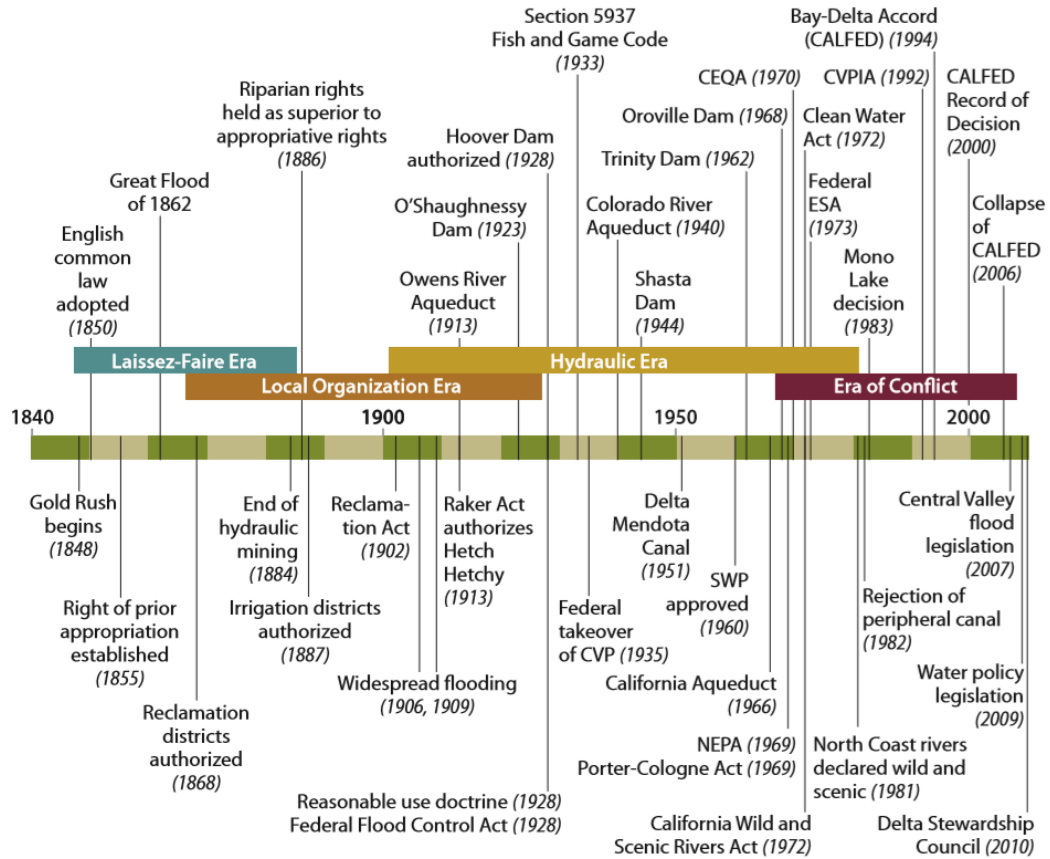 Section 5937
Fish and Game Code
(1933)
Bay-Delta Accord
(CALFED) (1994)
Riparian rights
held as superior to
appropriative rights
(1886)
CEQA (1970)
CVPIA (1992)
CALFED
Record of
Decision
(2000)
Hoover Dam
authorized (1928)
Oroville Dam (1968)
Clean Water
Act (1972)
Great Flood
of 1862
Trinity Dam (1962)
O'Shaughnessy
Dam (1923)
Colorado River
Aqueduct (1940)
Federal
ESA
(1973)
Collapse
of
CALFED
(2006)
English
common
law
adopted
(1850)
Owens River
Aqueduct
(1913)
Shasta
Dam
(1944)
Mono
Lake
decision
(1983)
Laissez-Faire Era
Hydraulic Era
Local Organization Era
Era of Conflict
1840
1900
1950
2000
Gold Rush
begins
(1848)
End of
hydraulic
mining
(1884)
Reclama-
tion Act
(1902)
Raker Act
authorizes
Hetch
Hetchy
(1913)
Delta
Mendota
Canal
(1951)
Central Valley
flood
legislation
(2007)
Right of prior
appropriation
established
(1855)
Irrigation districts
authorized
(1887)
Federal
takeover
of CVP (1935)
SWP
approved
(1960)
Rejection of
peripheral canal
(1982)
Widespread flooding
(1906, 1909)
California Aqueduct
(1966)
Water policy
legislation
(2009)
Reclamation
districts
authorized
(1868)
NEPA (1969)
Porter-Cologne Act (1969)
North Coast rivers
declared wild and
scenic (1981)
Reasonable use doctrine (1928)
Federal Flood Control Act (1928)
California Wild and
Scenic Rivers Act (1972)
Delta Stewardship
Council (2010)